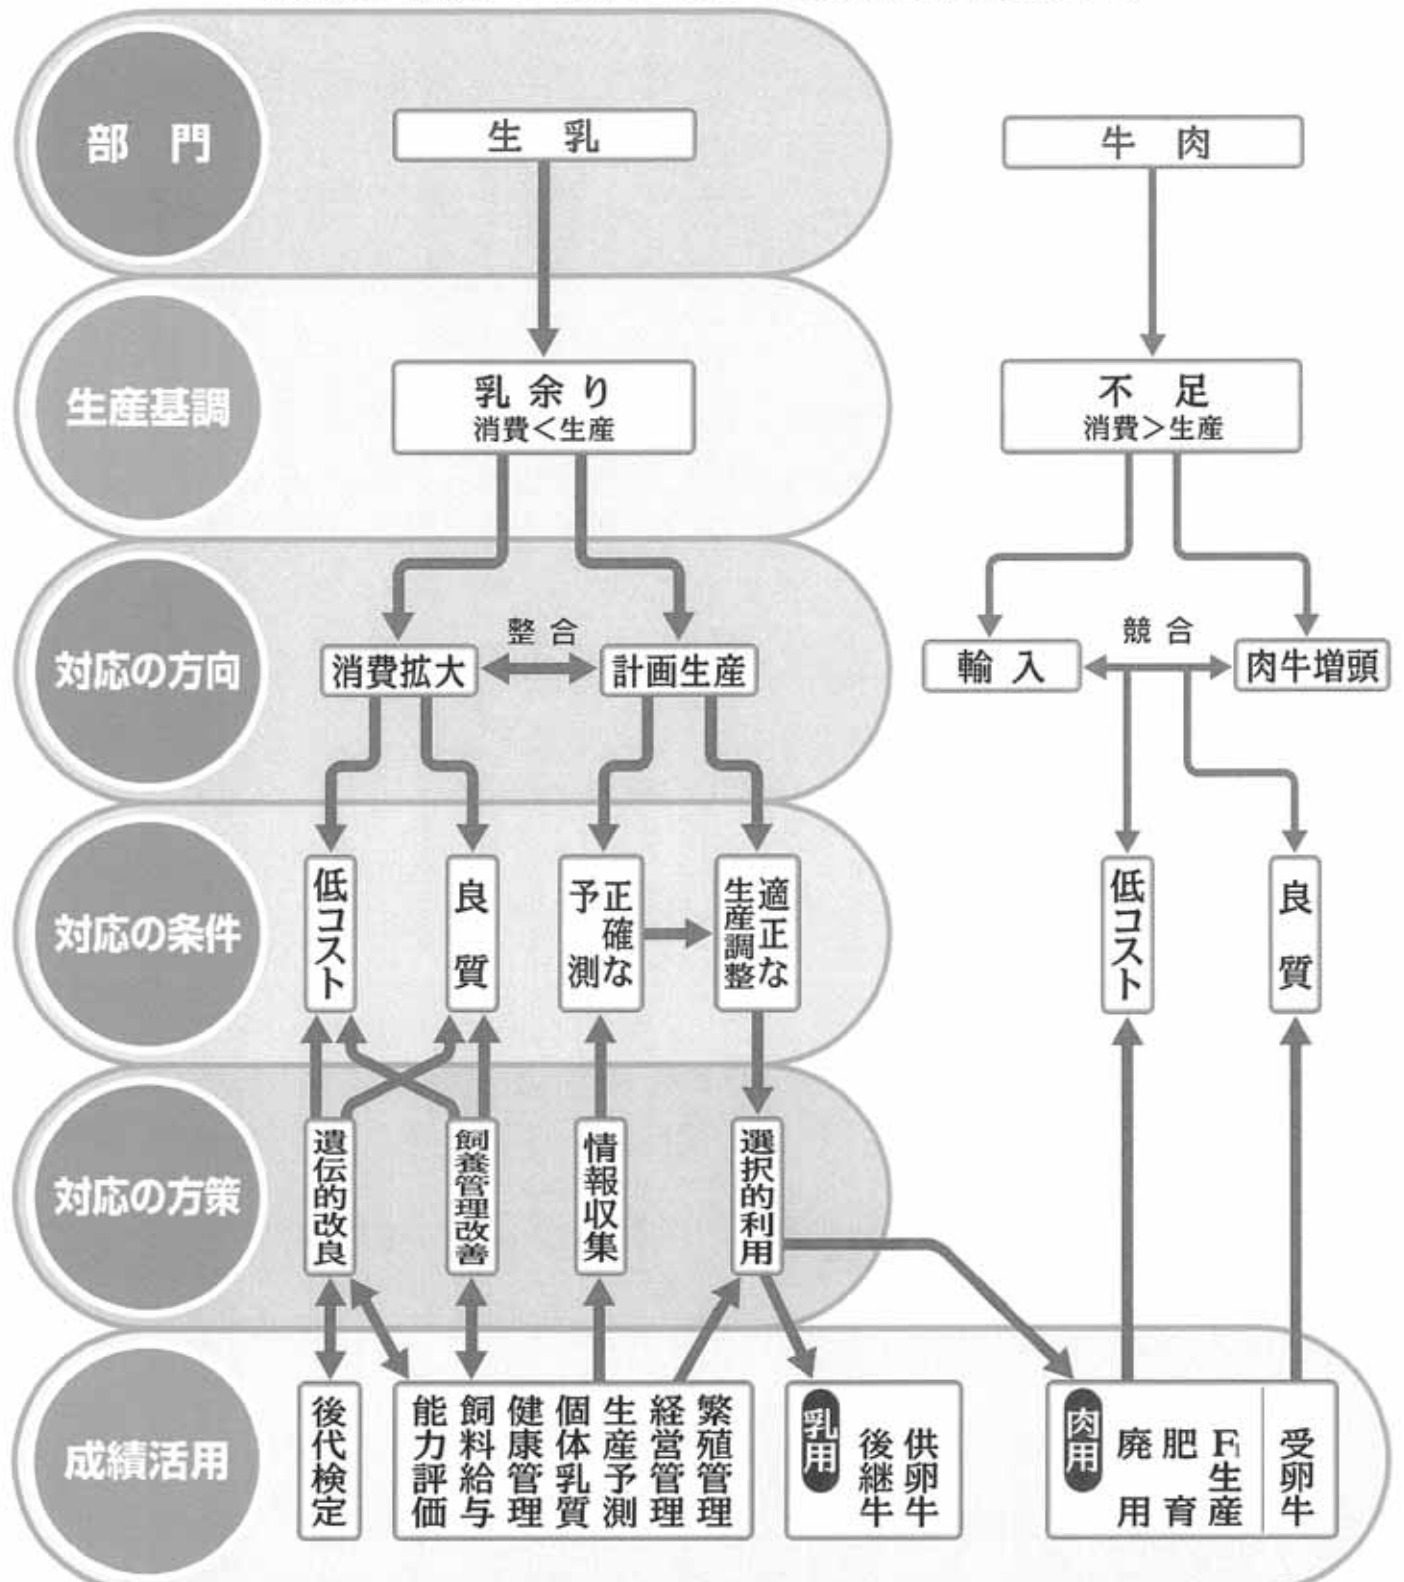 部 門
生 乳
牛 肉
生産基調
乳 余 り
消費<生産
不 足
消費>生産
対応の方向
消費拡大
整 合
計画生産
輸 入
競 合
肉牛増頭
対応の条件
低コスト
良 質
正確な
予 測
適正な
生産調整
低コスト
良 質
対応の方策
遺伝的改良
飼養管理改善
情報収集
選択的利用
成績活用
後代検定
能力評価
飼料給与
健康管理
個体乳質
生産予測
経営管理
繁殖管理
乳用
後継牛
供卵牛
肉用
廃 用
肥 育
F1生産
受卵牛